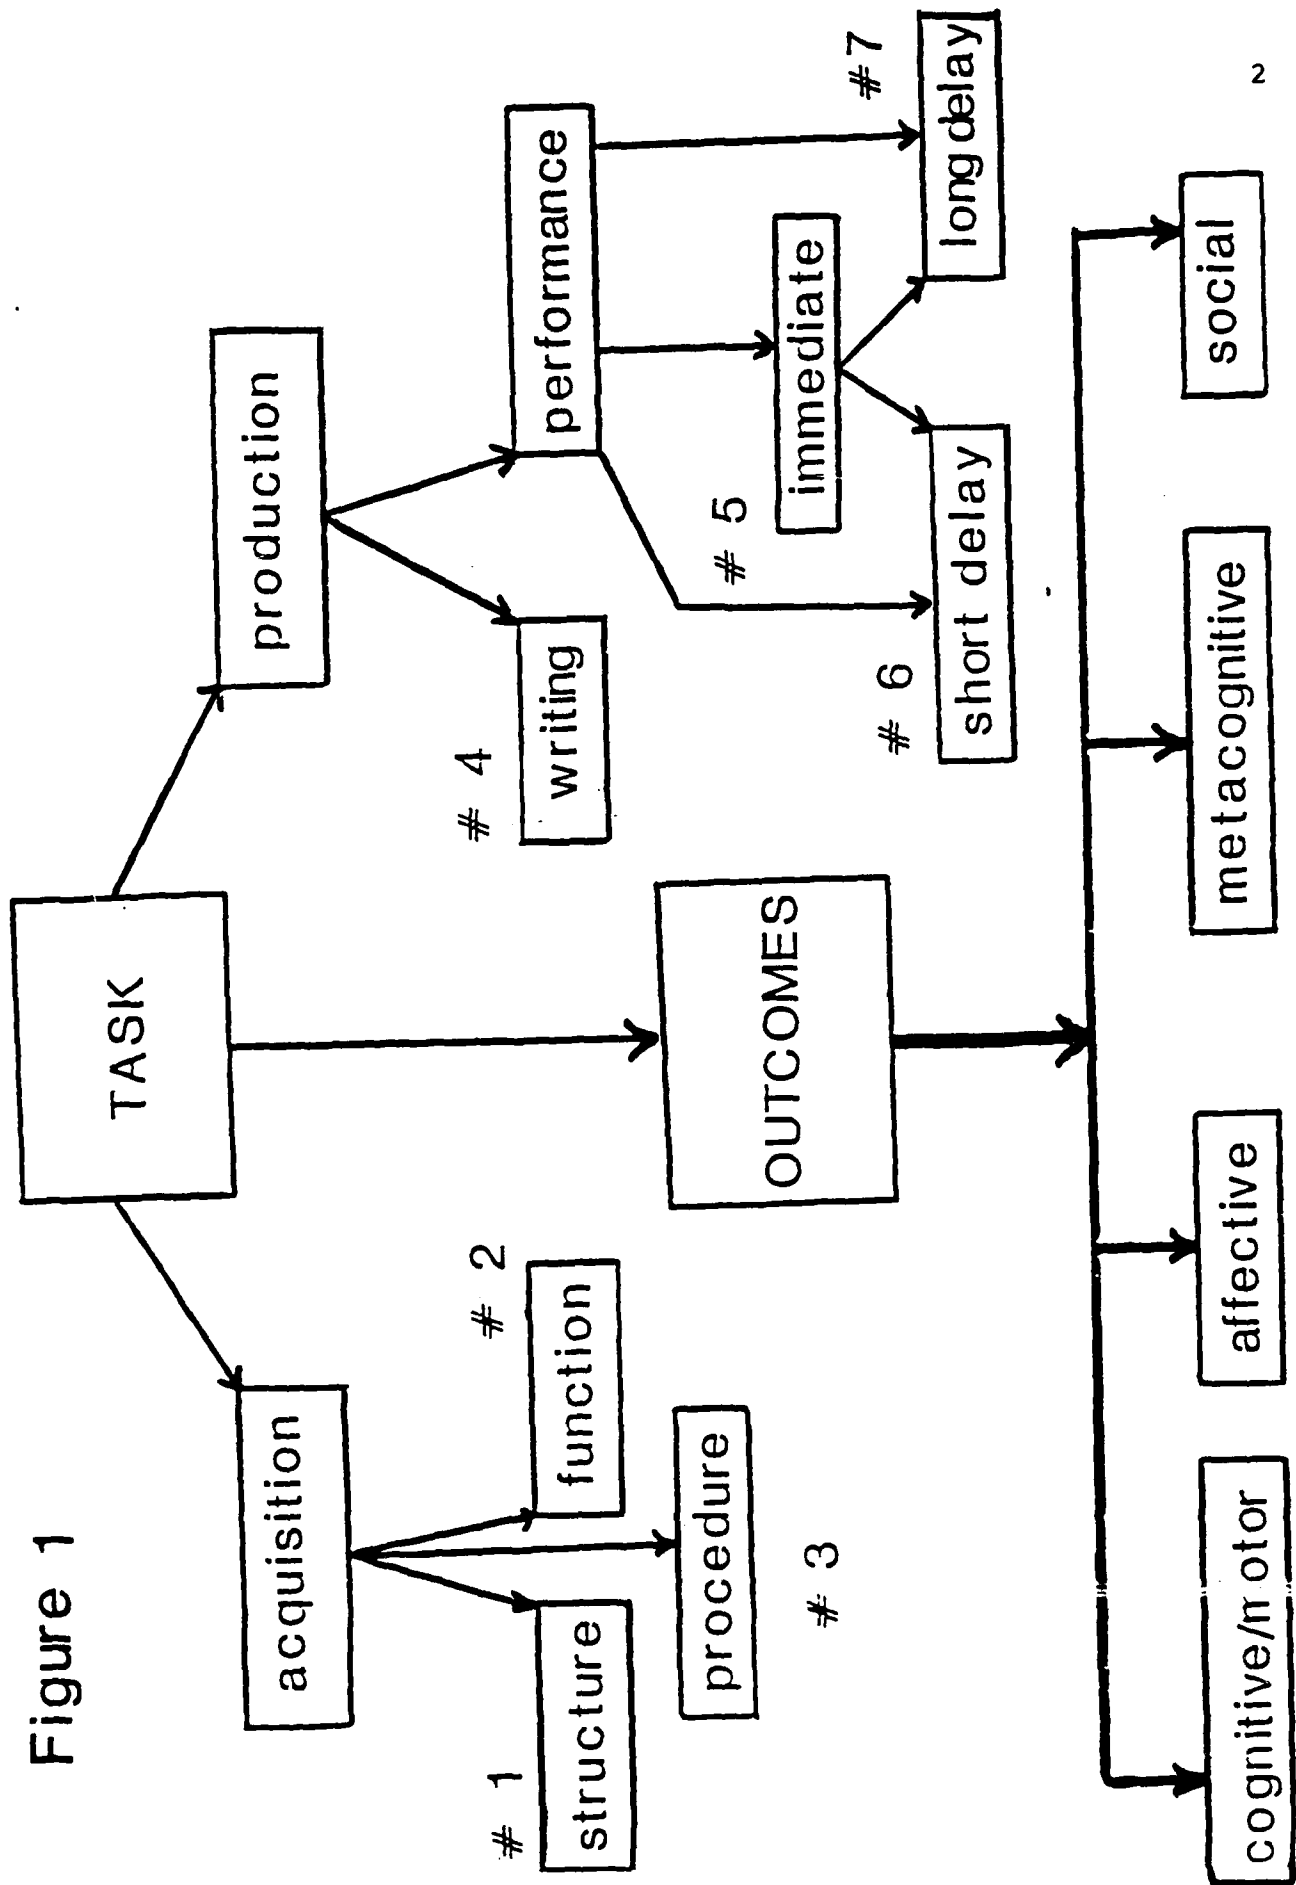 Figure 1
TASK
acquisition
production
# 1
structure
# 2
function
procedure
# 3
# 4
writing
performance
# 5
immediate
# 6
short delay
# 7
long delay
OUTCOMES
cognitive/motor
affective
metacognitive
social
2